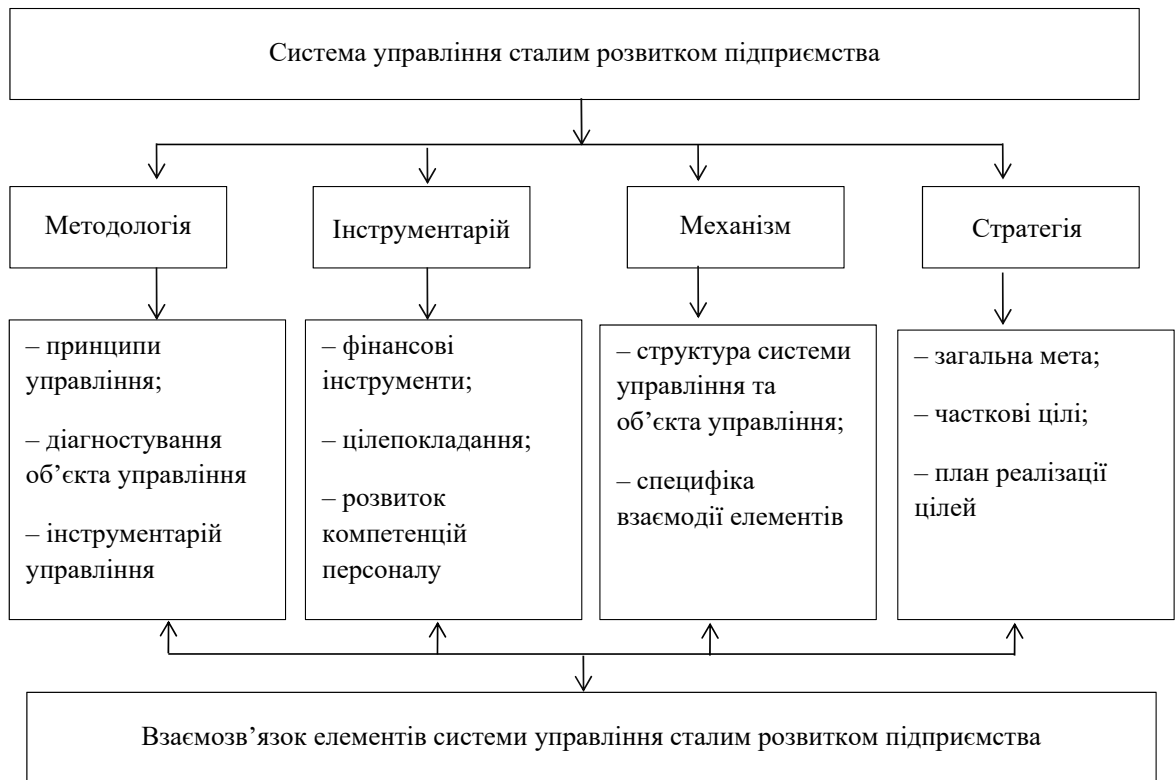 Система управління сталим розвитком підприємства
Методологія
Інструментарій
Механізм
Стратегія
– принципи
управління;
– діагностування
об’єкта управління
– інструментарій
управління
– фінансові
інструменти;
– цілепокладання;
– розвиток
компетенцій
персоналу
– структура системи
управління та
об’єкта управління;
– специфіка
взаємодії елементів
– загальна мета;
– часткові цілі;
– план реалізації
цілей
Взаємозв’язок елементів системи управління сталим розвитком підприємства